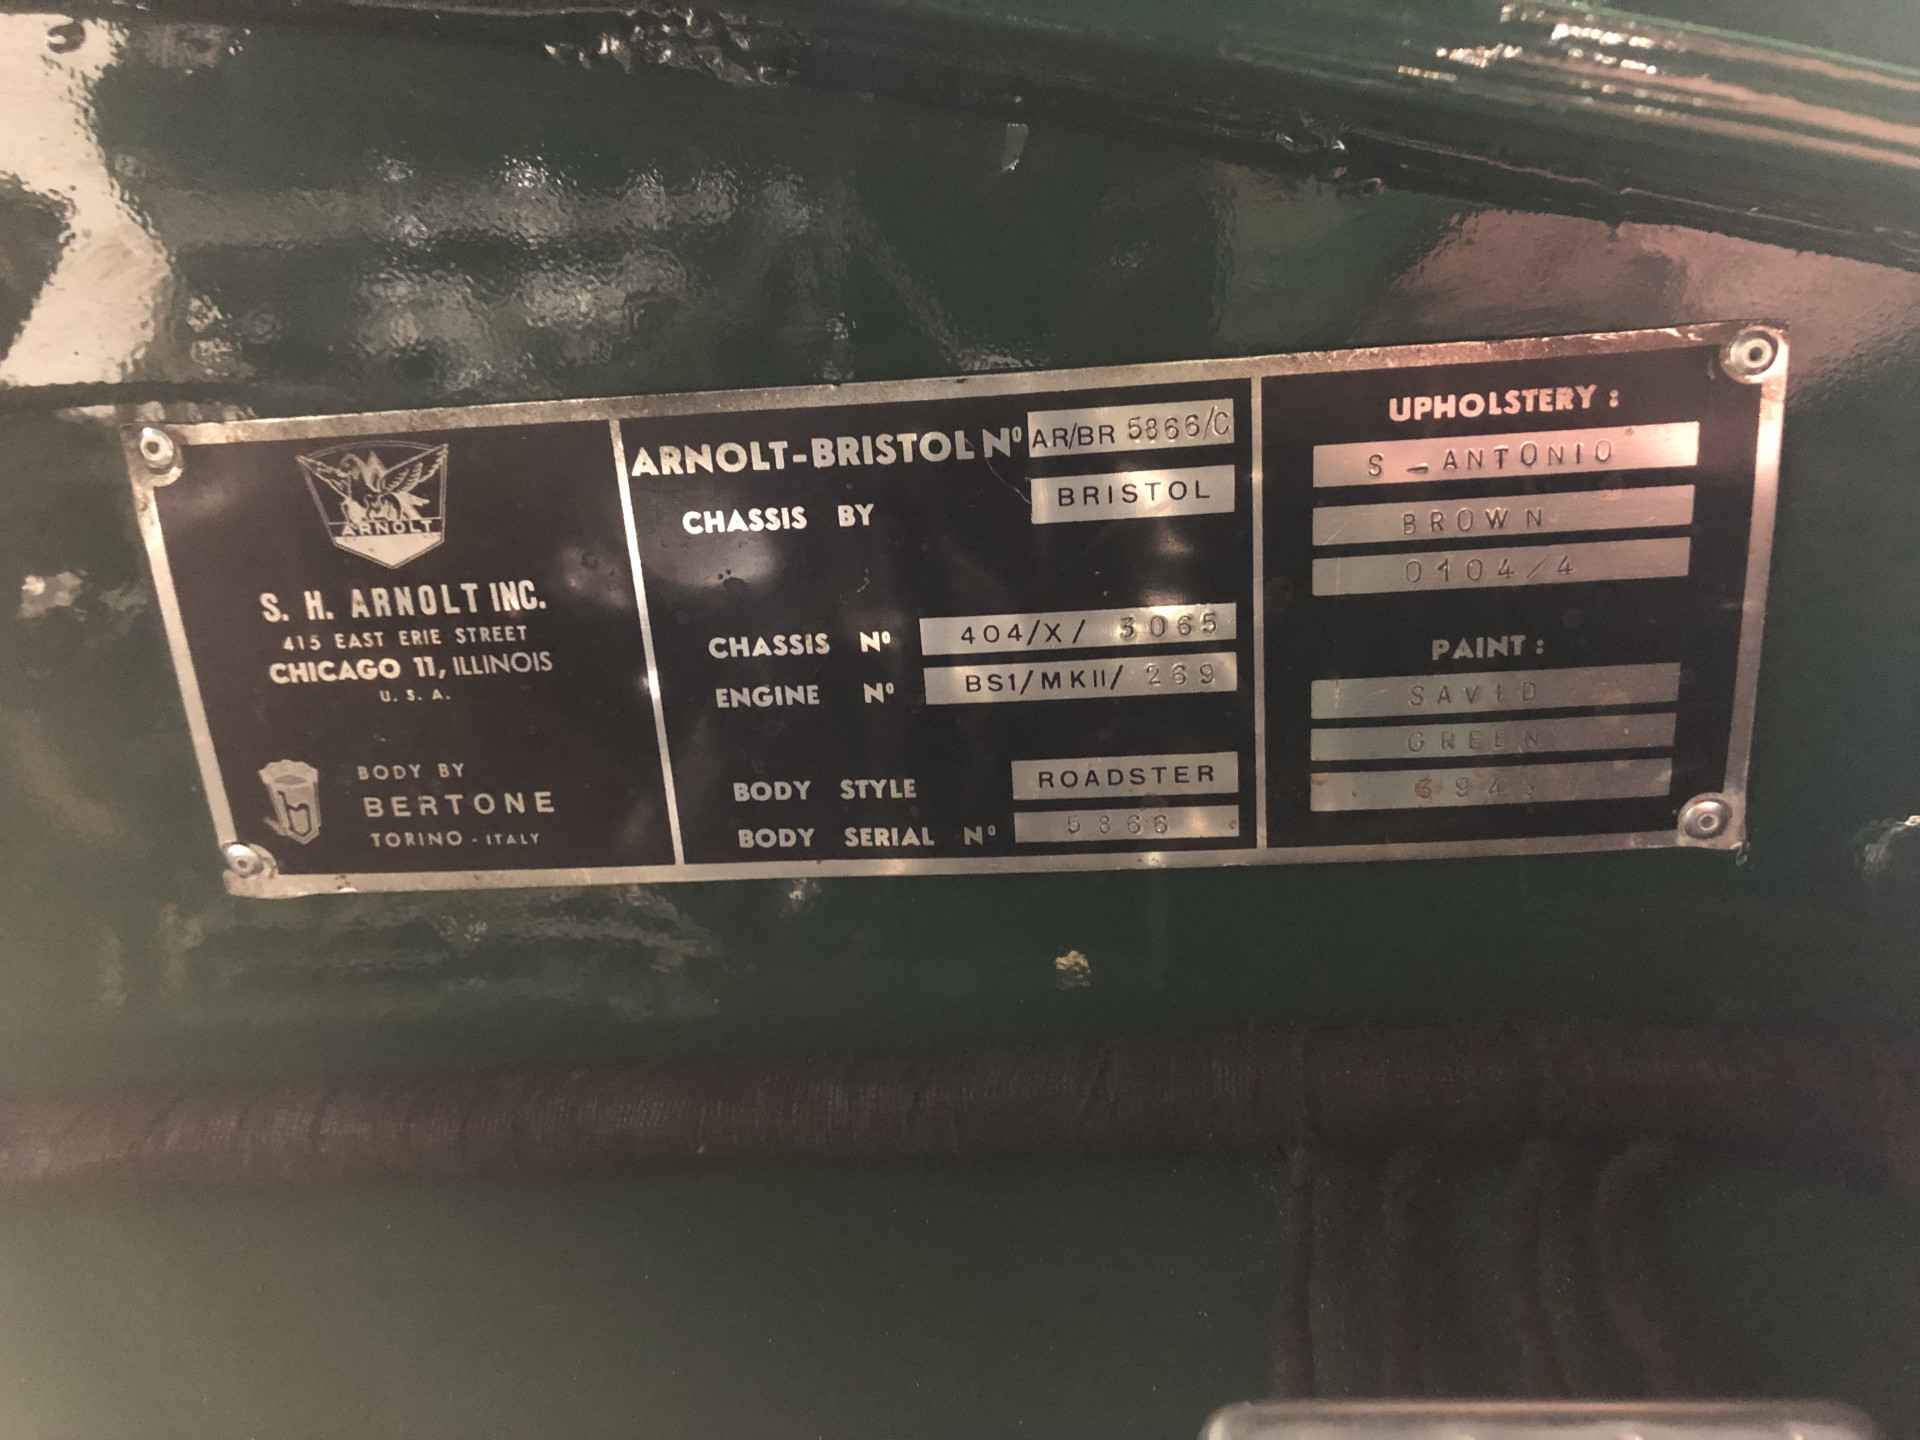 ARNOLT
S. H. ARNOLT INC.
415 EAST ERIE STREET
CHICAGO 11, ILLINOIS
U. S. A.
BODY BY
BERTONE
TORINO - ITALY
ARNOLT-BRISTOL Nº AR/BR 5866/C
CHASSIS BY BRISTOL
CHASSIS Nº 404/X/ 3065
ENGINE Nº BS1/MKII/ 269
BODY STYLE ROADSTER
BODY SERIAL Nº 5866
UPHOLSTERY :
S - ANTONIO
BROWN
0104/4
PAINT :
GREEN